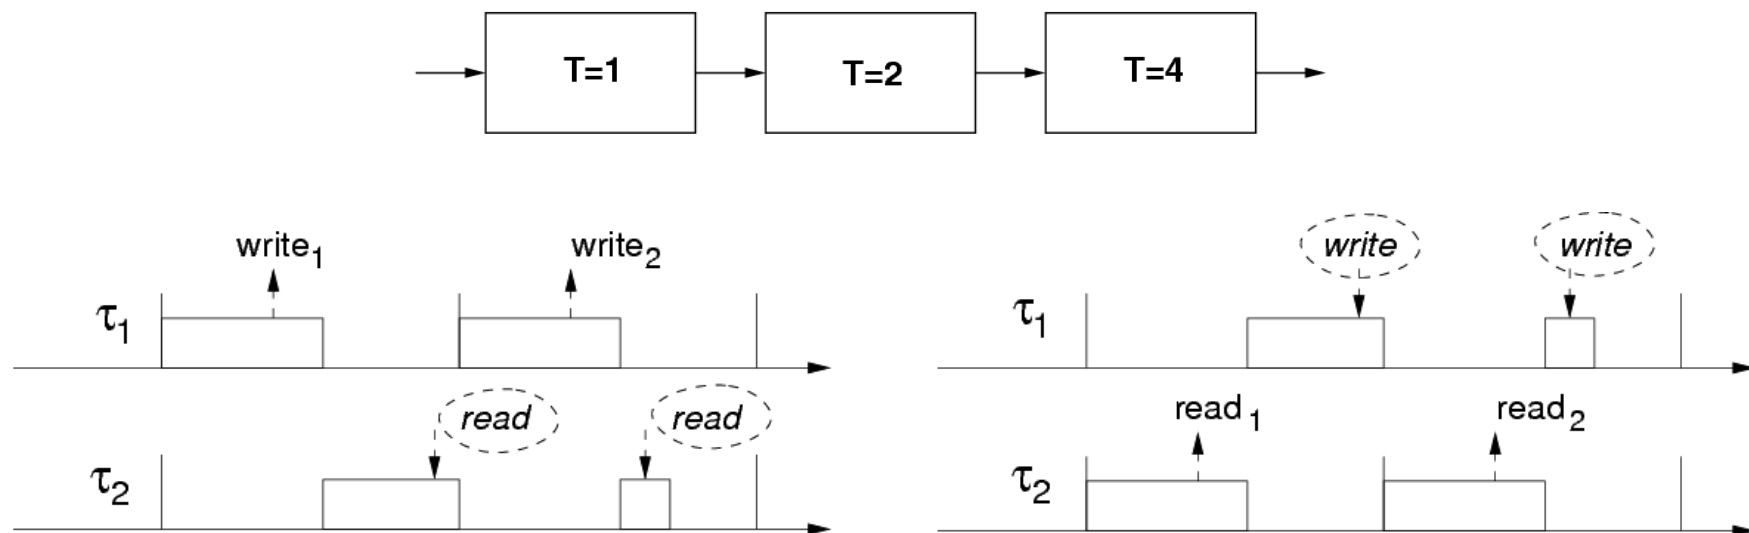 T=1 T=2 T=4
write1 write2
τ1
read read
τ2
write write
τ1
read1 read2
τ2